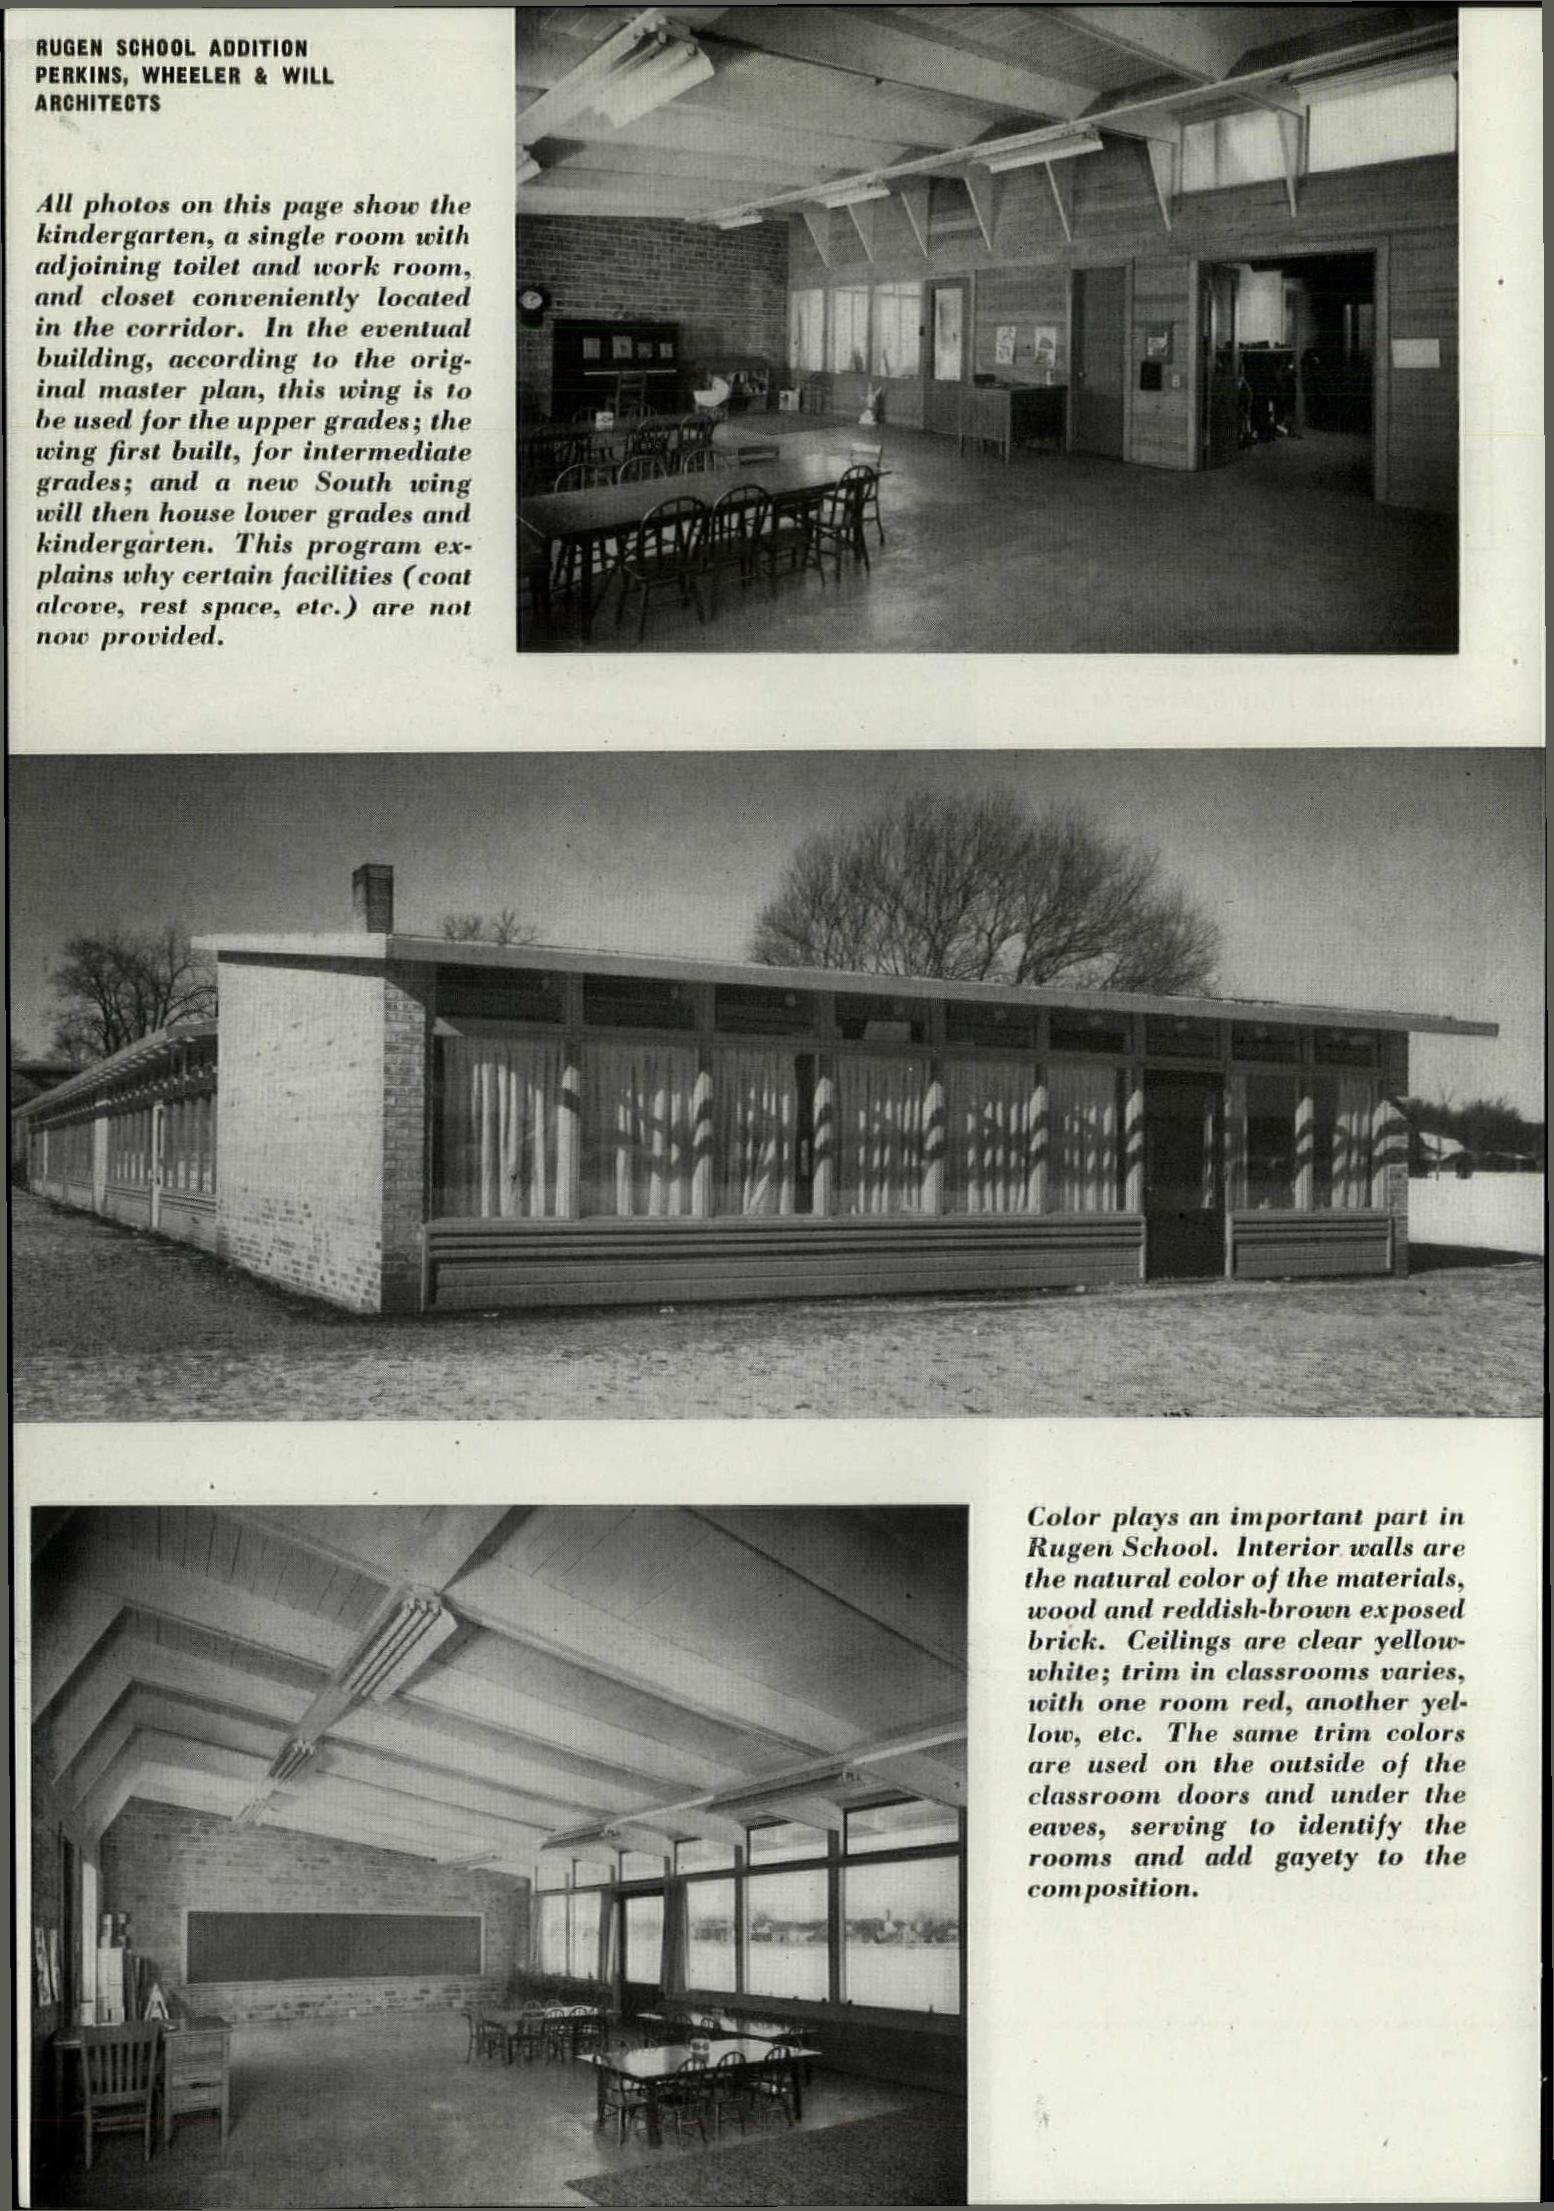 RUGEN SCHOOL ADDITION
PERKINS, WHEELER & WILL
ARCHITECTS
All photos on this page show the
kindergarten, a single room with
adjoining toilet and work room,
and closet conveniently located
in the corridor. In the eventual
building, according to the orig-
inal master plan, this wing is to
be used for the upper grades; the
wing first built, for intermediate
grades; and a new South wing
will then house lower grades and
kindergarten. This program ex-
plains why certain facilities (coat
alcove, rest space, etc.) are not
now provided.
Color plays an important part in
Rugen School. Interior walls are
the natural color of the materials,
wood and reddish-brown exposed
brick. Ceilings are clear yellow-
white; trim in classrooms varies,
with one room red, another yel-
low, etc. The same trim colors
are used on the outside of the
classroom doors and under the
eaves, serving to identify the
rooms and add gayety to the
composition.